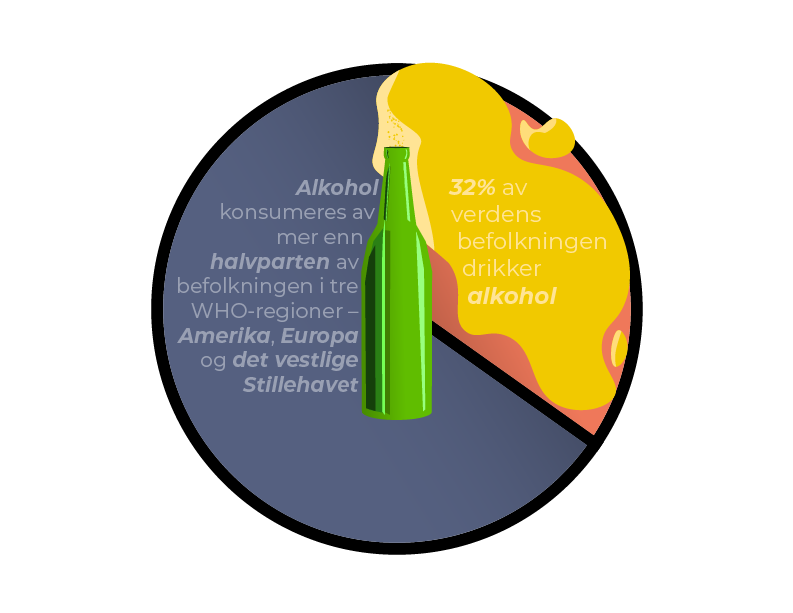 Alkohol
konsumeres av
mer enn
halvparten av
befolkningen i tre
WHO-regioner –
Amerika, Europa
og det vestlige
Stillehavet
32% av
verdens
befolkningen
drikker
alkohol